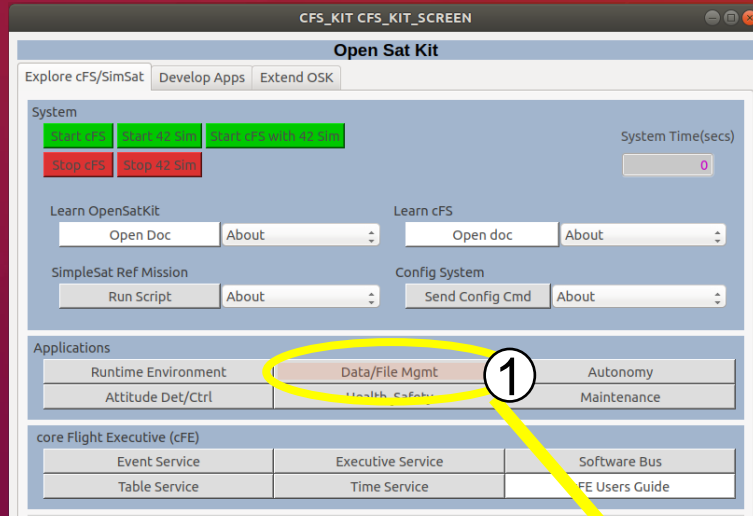 CFS_KIT CFS_KIT_SCREEN
Open Sat Kit
Explore cFS/SimSat Develop Apps Extend OSK
System
Start cFS Start 42 Sim Start cFS with 42 Sim System Time(secs)
Stop cFS Stop 42 Sim 0
Learn OpenSatKit Learn cFS
Open Doc About Open doc About
SimpleSat Ref Mission Config System
Run Script About Send Config Cmd About
Applications
Runtime Environment Data/File Mgmt 1 Autonomy
Attitude Det/Ctrl Health, Safety Maintenance
core Flight Executive (cFE)
Event Service Executive Service Software Bus
Table Service Time Service FE Users Guide